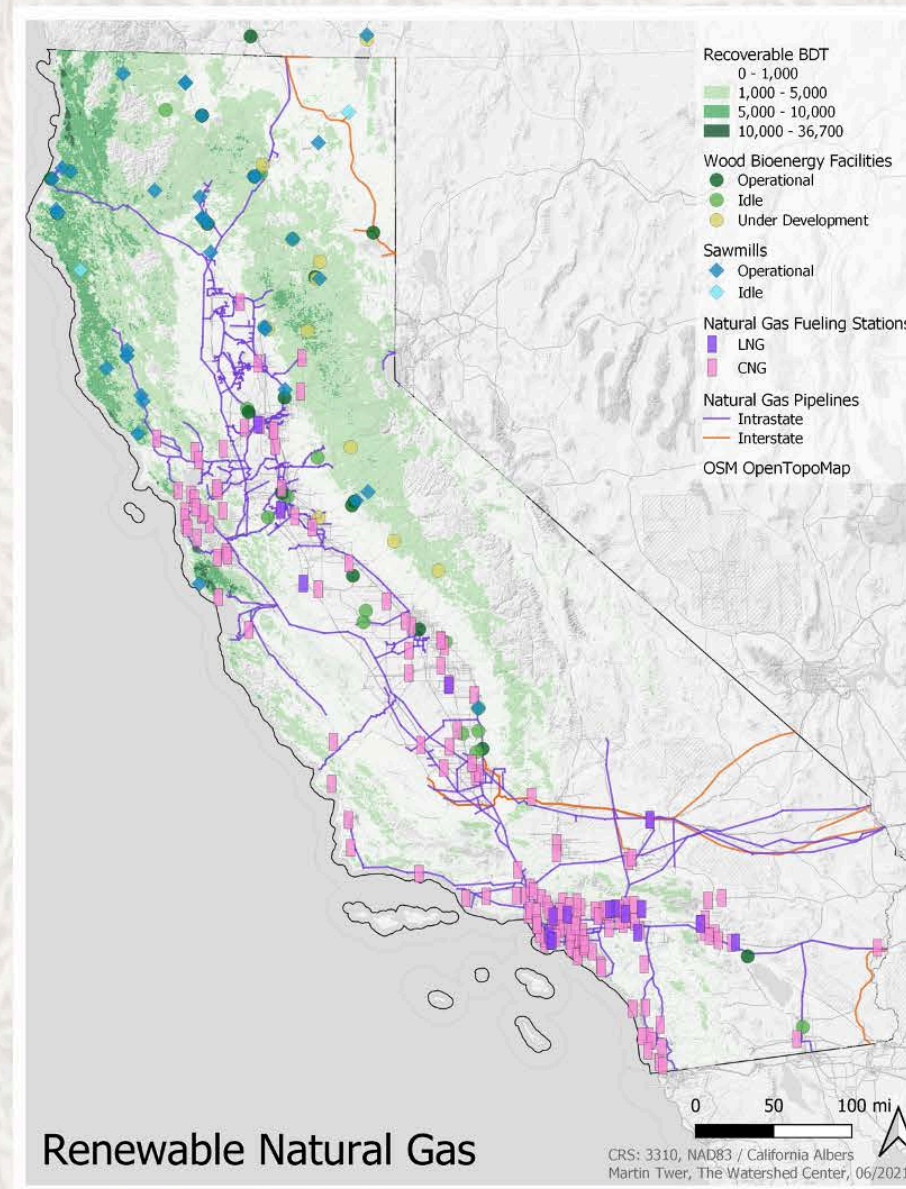 Recoverable BDT
0 - 1,000
1,000 - 5,000
5,000 - 10,000
10,000 - 36,700
Wood Bioenergy Facilities
Operational
Idle
Under Development
Sawmills
Operational
Idle
Natural Gas Fueling Stations
LNG
CNG
Natural Gas Pipelines
Intrastate
Interstate
OSM OpenTopoMap
0 50 100 mi
Renewable Natural Gas
CRS: 3310, NAD83 / California Albers
Martin Twer, The Watershed Center, 06/2021